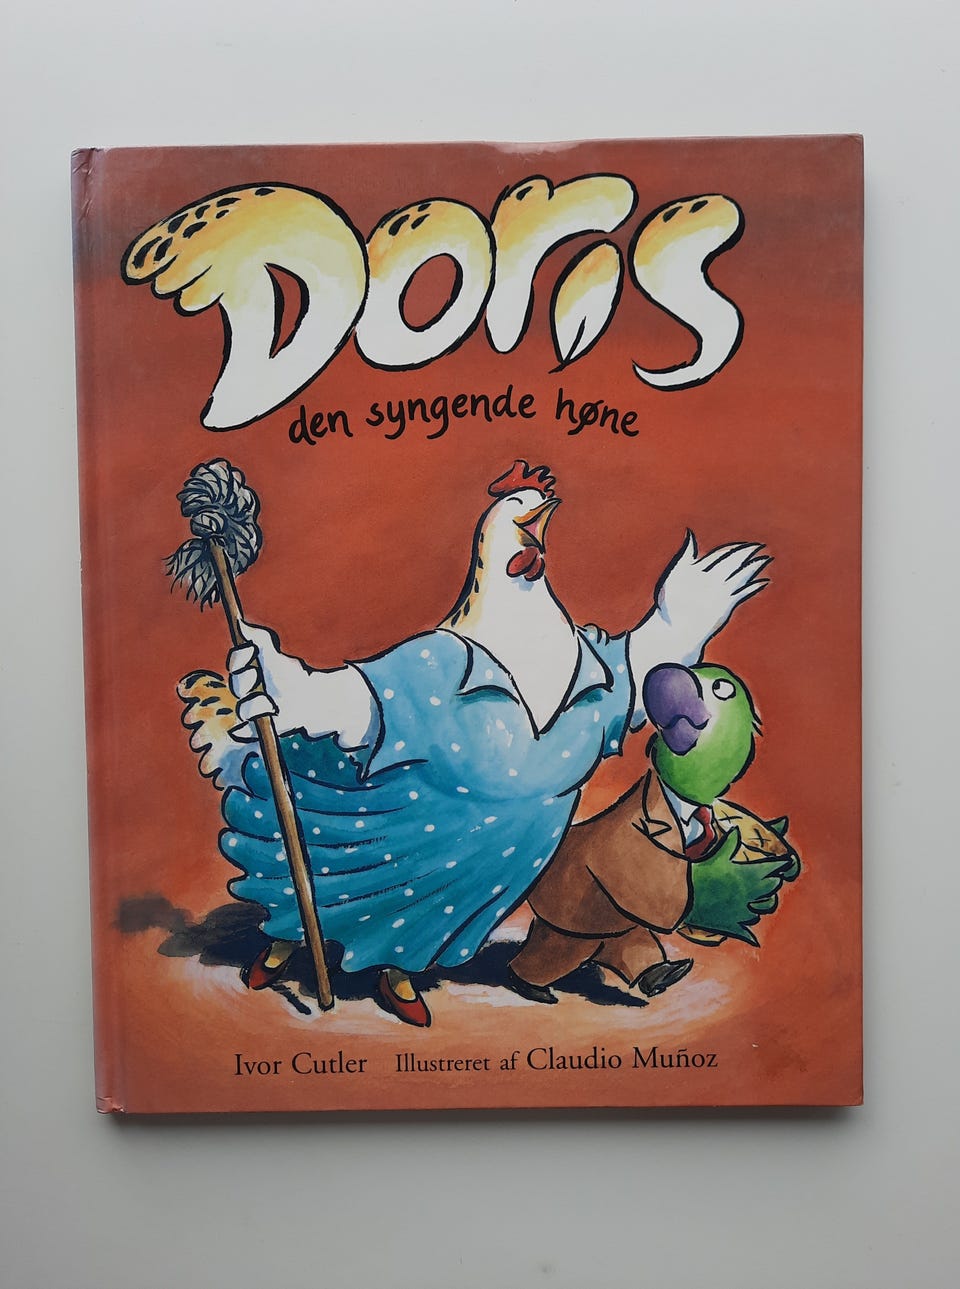 Doris
den syngende høne
Ivor Cutler Illustreret af Claudio Muñoz